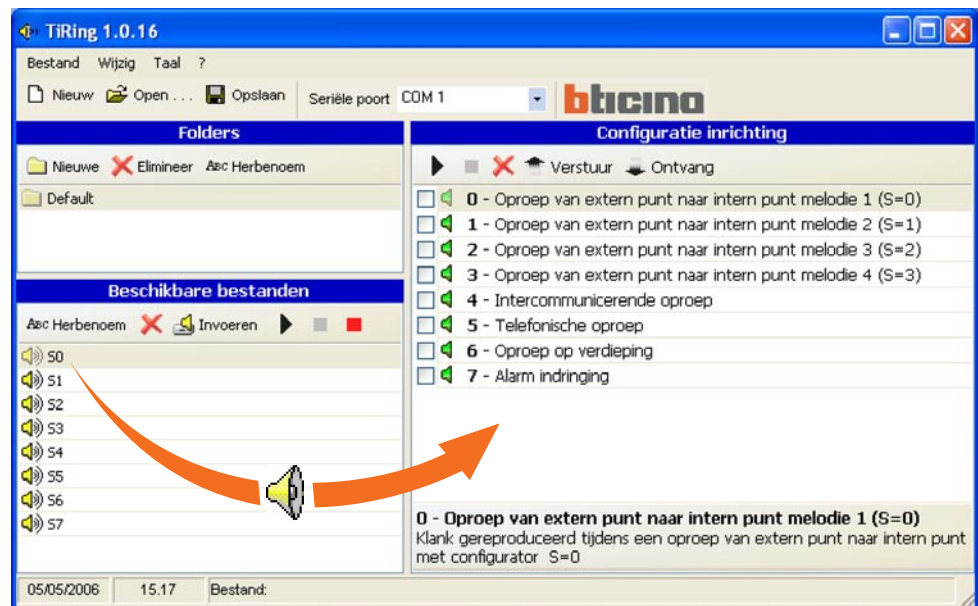 TiRing 1.0.16
Bestand Wijzig Taal ?
Nieuw Open ... Opslaan Seriële poort COM 1 bticino
Folders
Nieuwe Elimineer ABC Herbenoem
Default
Beschikbare bestanden
ABC Herbenoem Invoeren
S0
S1
S2
S3
S4
S5
S6
S7
Configuratie inrichting
Verstuur Ontvang
0 - Oproep van extern punt naar intern punt melodie 1 (S=0)
1 - Oproep van extern punt naar intern punt melodie 2 (S=1)
2 - Oproep van extern punt naar intern punt melodie 3 (S=2)
3 - Oproep van extern punt naar intern punt melodie 4 (S=3)
4 - Intercommunicerende oproep
5 - Telefonische oproep
6 - Oproep op verdieping
7 - Alarm indringing
0 - Oproep van extern punt naar intern punt melodie 1 (S=0)
Klank gereproduceerd tijdens een oproep van extern punt naar intern punt
met configurator S=0
05/05/2006 15.17 Bestand: